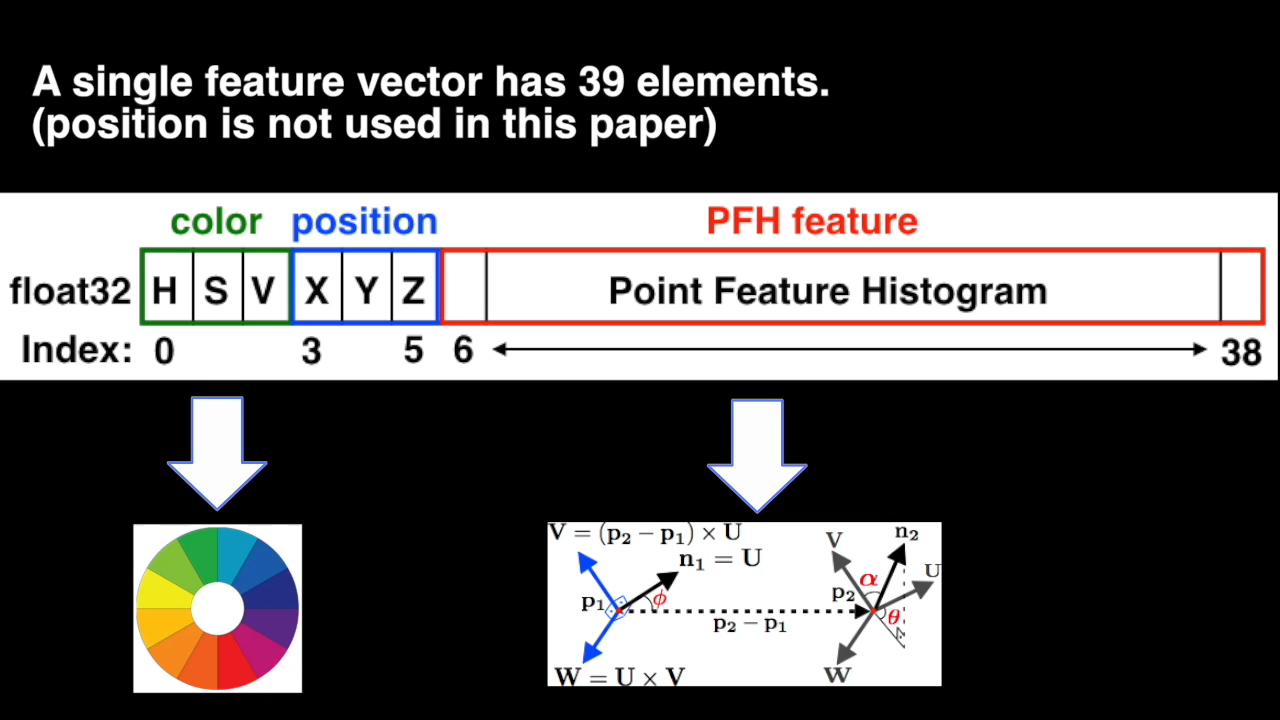 A single feature vector has 39 elements.
(position is not used in this paper)
color position PFH feature
float32 H S V X Y Z Point Feature Histogram
Index: 0 3 5 6 38
V = (p₂ − p₁) × U
n₁ = U
p₁ ϕ
p₂ − p₁
W = U × V
V n₂
α U
p₂
θ
W